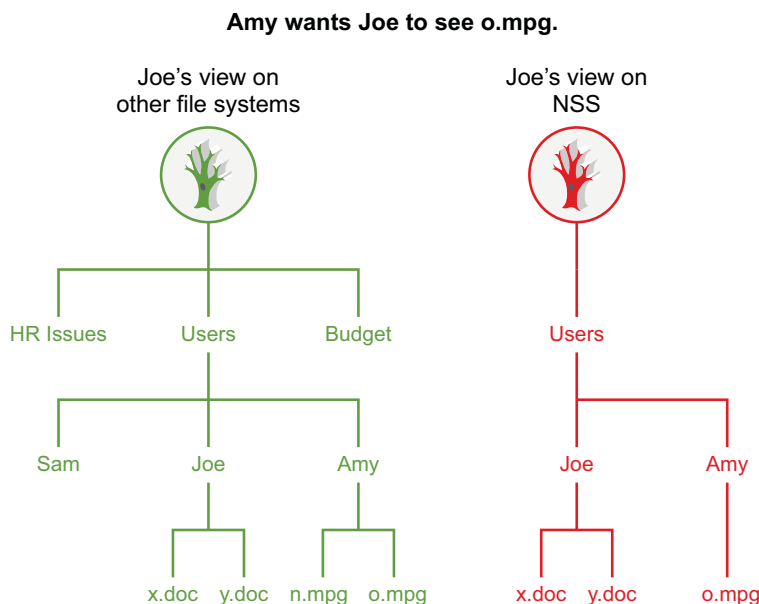 Amy wants Joe to see o.mpg.
Joe’s view on
other file systems
Joe’s view on
NSS
HR Issues Users Budget
Users
Sam Joe Amy
Joe Amy
x.doc y.doc n.mpg o.mpg
x.doc y.doc o.mpg